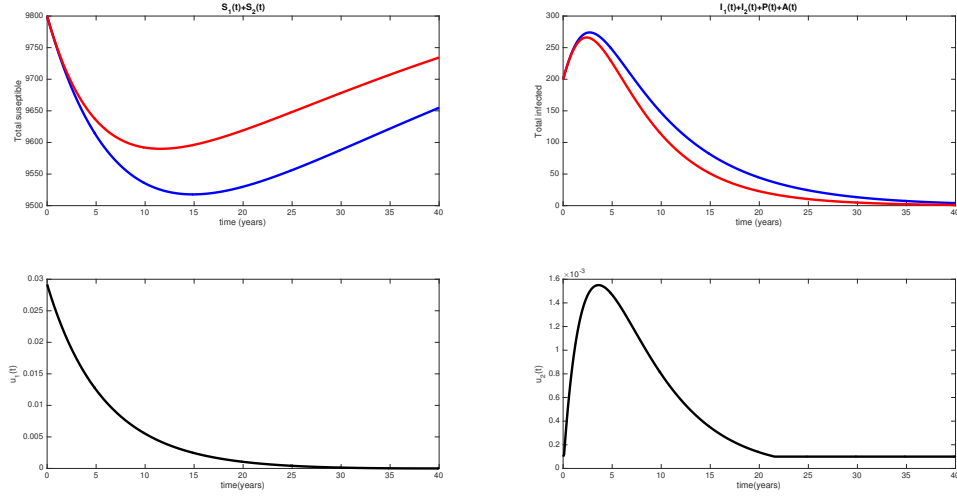 S1(t)+S2(t)
Total suseptible
9800
9750
9700
9650
9600
9550
9500
0 5 10 15 20 25 30 35 40
time (years)
I1(t)+I2(t)+P(t)+A(t)
Total infected
300
250
200
150
100
50
0
0 5 10 15 20 25 30 35 40
time (years)
u1(t)
0.03
0.025
0.02
0.015
0.01
0.005
0
0 5 10 15 20 25 30 35 40
time(years)
×10-3
u2(t)
1.6
1.4
1.2
1
0.8
0.6
0.4
0.2
0
0 5 10 15 20 25 30 35 40
time(years)